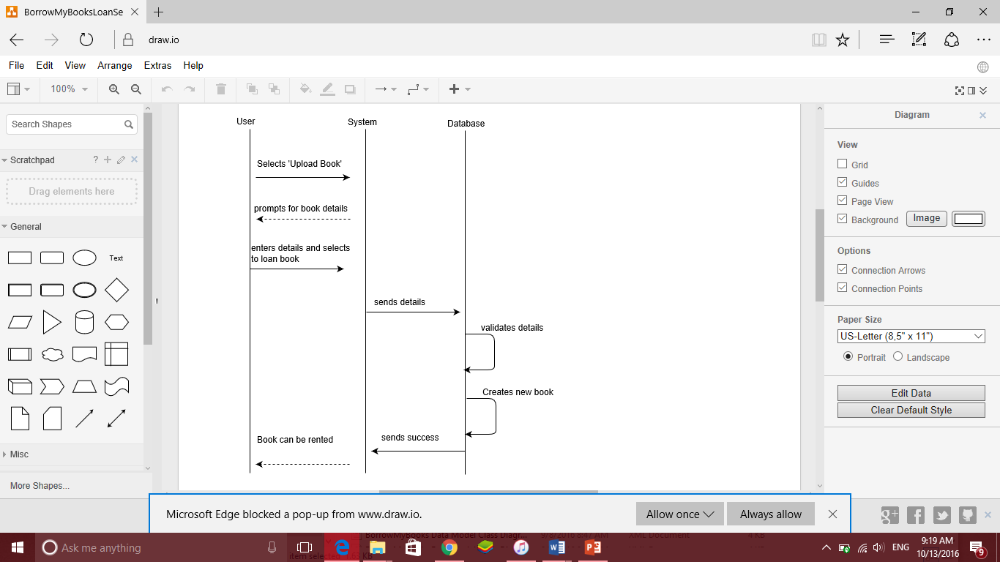 BorrowMyBooksLoanSe
draw.io
File Edit View Arrange Extras Help
100%
Search Shapes
Scratchpad ?
Drag elements here
General
Text
Misc
More Shapes...
User System Database
Selects 'Upload Book'
prompts for book details
enters details and selects
to loan book
sends details
validates details
Creates new book
sends success
Book can be rented
Diagram
View
Grid
Guides
Page View
Background Image
Options
Connection Arrows
Connection Points
Paper Size
US-Letter (8,5" x 11")
Portrait Landscape
Edit Data
Clear Default Style
Microsoft Edge blocked a pop-up from www.draw.io.
Allow once Always allow
BorrowMyBooks Data Model Class Diagr... 9/8/2016 8:47 AM XML Document 4 KB
Ask me anything
item selected
ENG
9:19 AM
10/13/2016
9